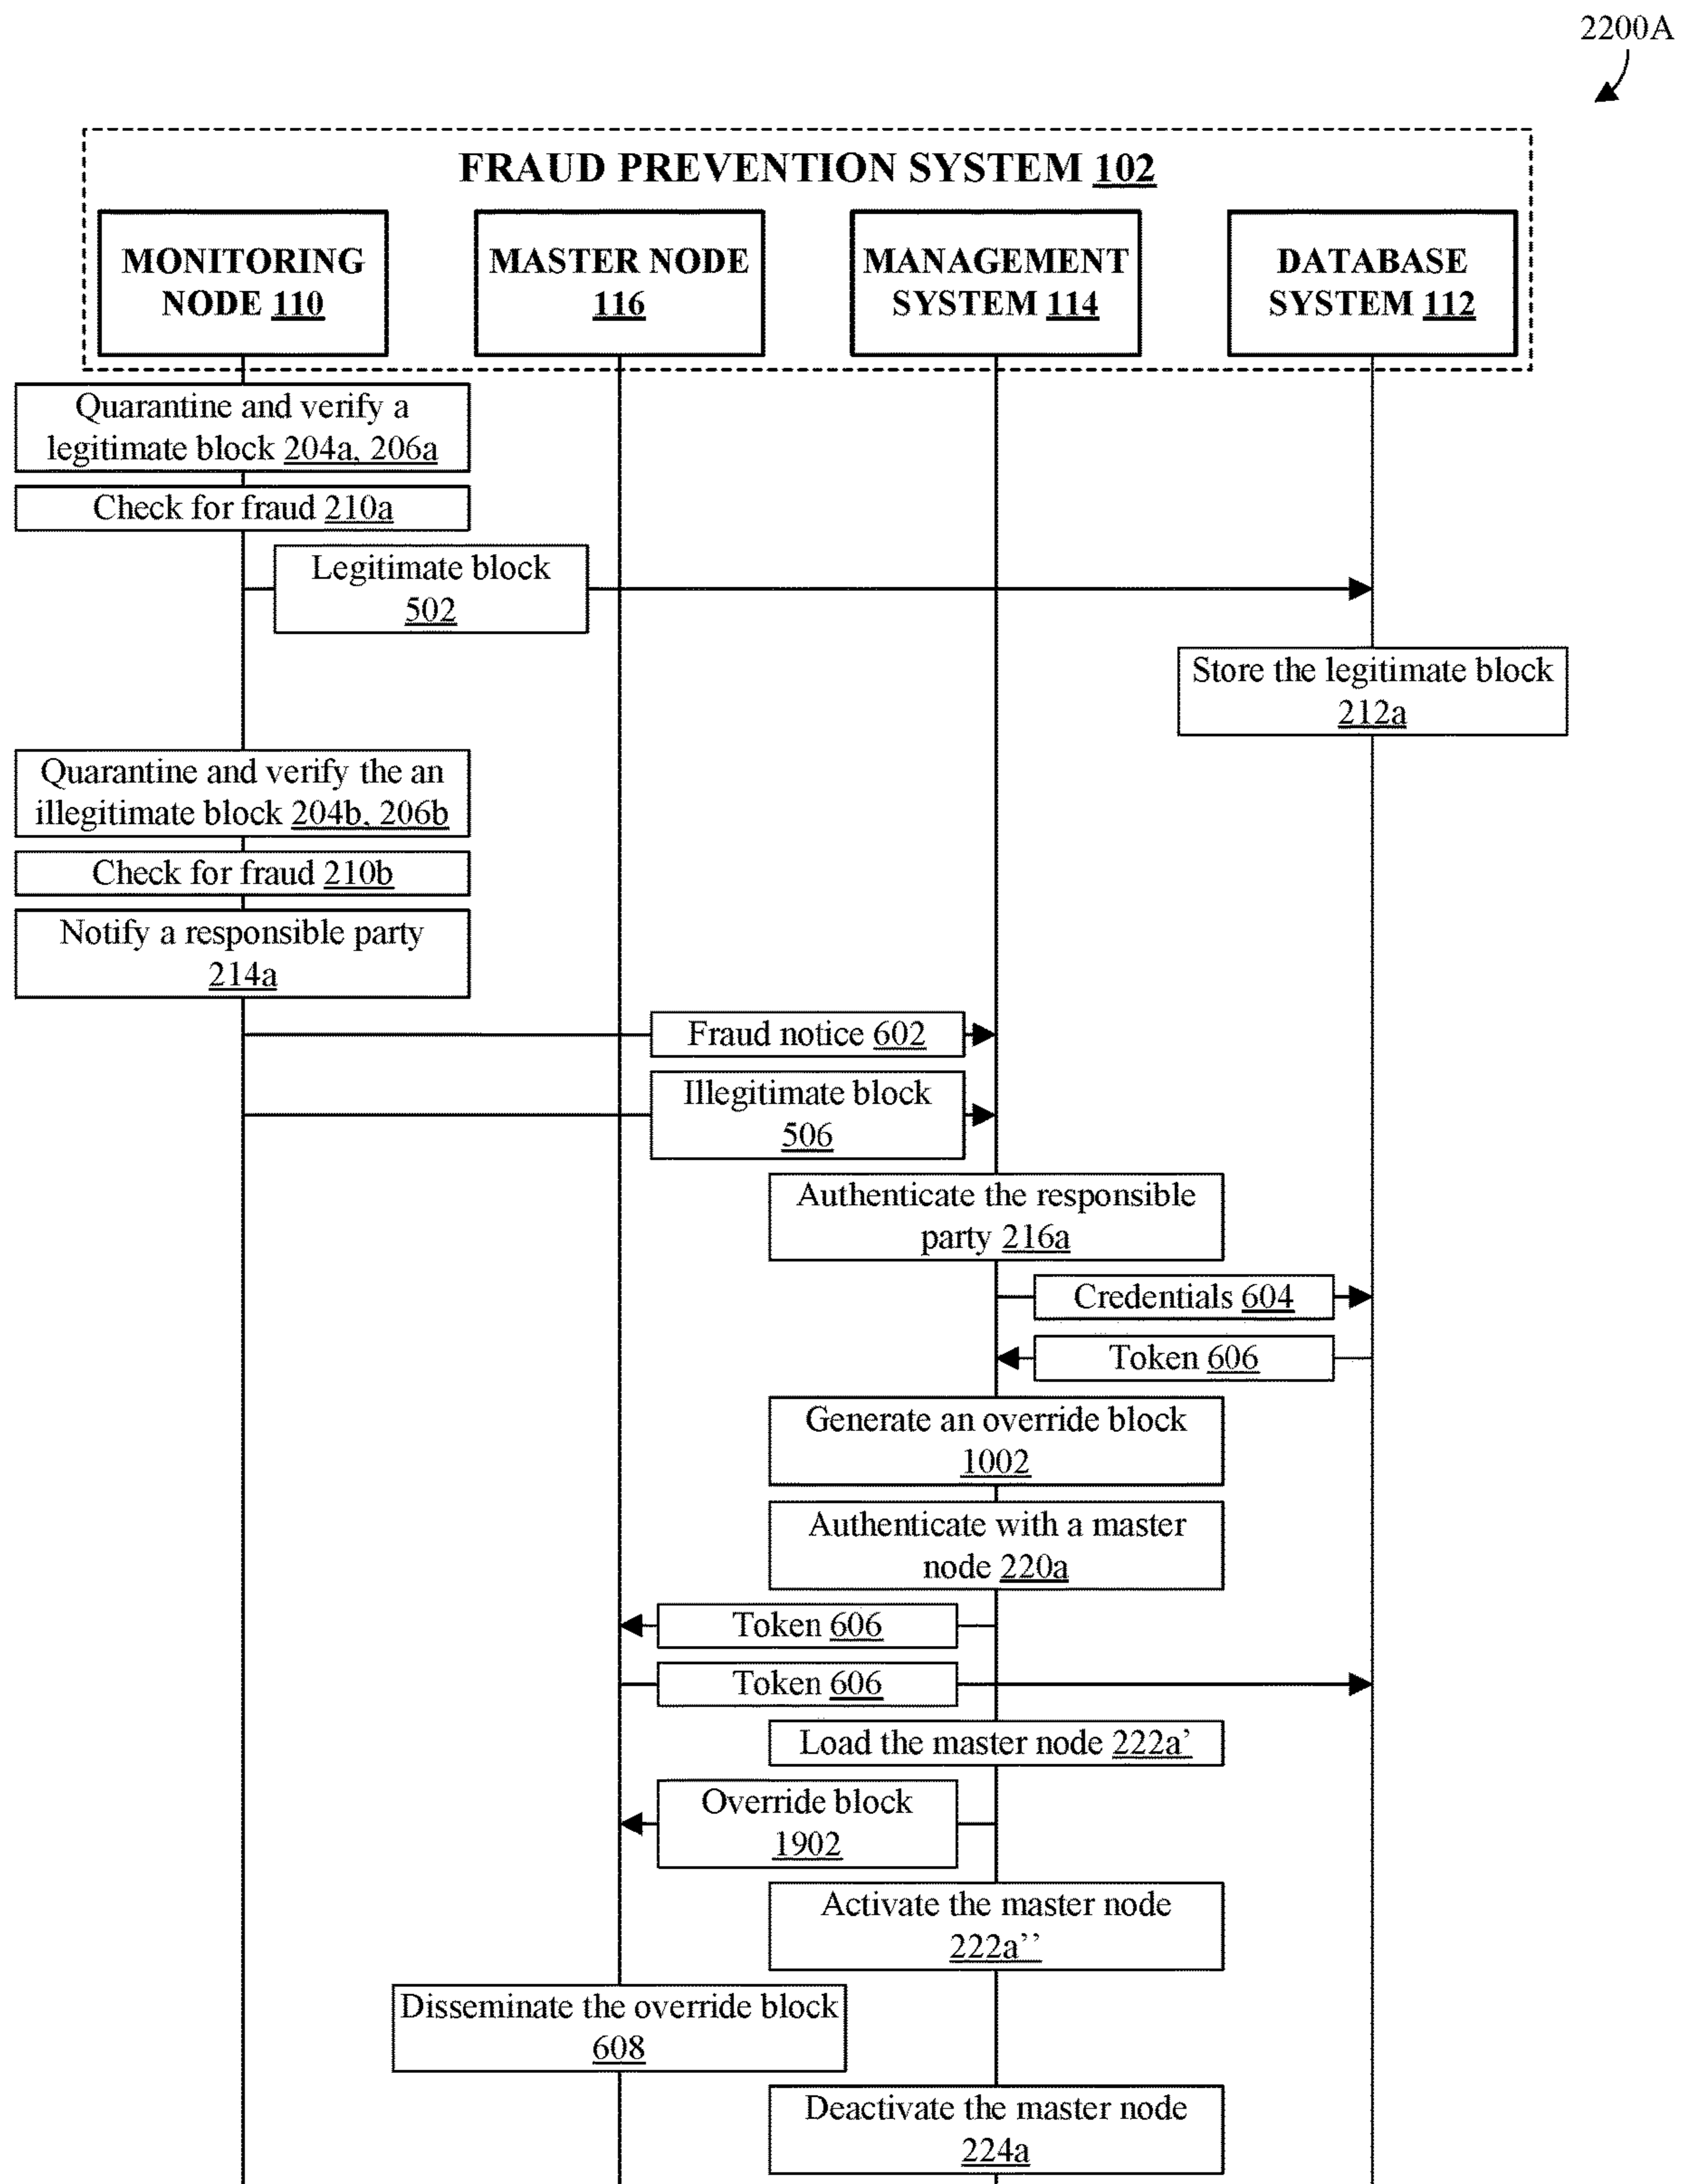 2200A
FRAUD PREVENTION SYSTEM 102
MONITORING
NODE 110
MASTER NODE
116
MANAGEMENT
SYSTEM 114
DATABASE
SYSTEM 112
Quarantine and verify a
legitimate block 204a, 206a
Check for fraud 210a
Legitimate block
502
Store the legitimate block
212a
Quarantine and verify the an
illegitimate block 204b, 206b
Check for fraud 210b
Notify a responsible party
214a
Fraud notice 602
Illegitimate block
506
Authenticate the responsible
party 216a
Credentials 604
Token 606
Generate an override block
1002
Authenticate with a master
node 220a
Token 606
Token 606
Load the master node 222a’
Override block
1902
Activate the master node
222a’’
Disseminate the override block
608
Deactivate the master node
224a